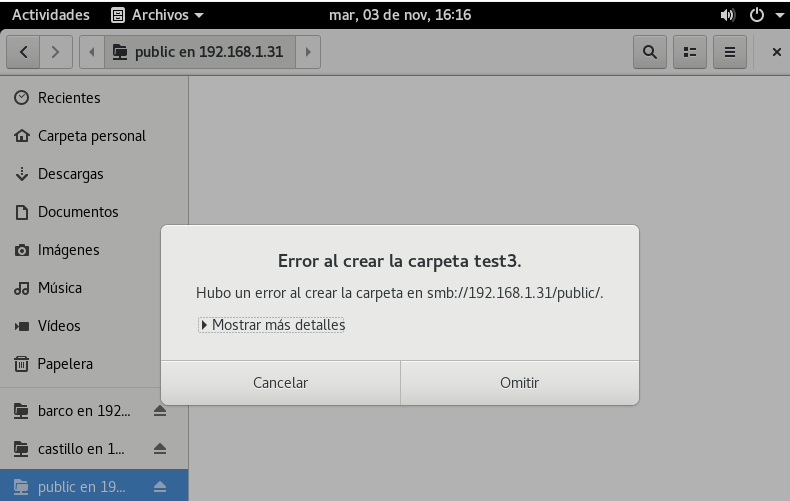 Actividades Archivos mar, 03 de nov, 16:16
public en 192.168.1.31
Recientes
Carpeta personal
Descargas
Documentos
Imágenes
Música
Vídeos
Papelera
barco en 192...
castillo en 1...
public en 19...
Error al crear la carpeta test3.
Hubo un error al crear la carpeta en smb://192.168.1.31/public/.
Mostrar más detalles
Cancelar Omitir